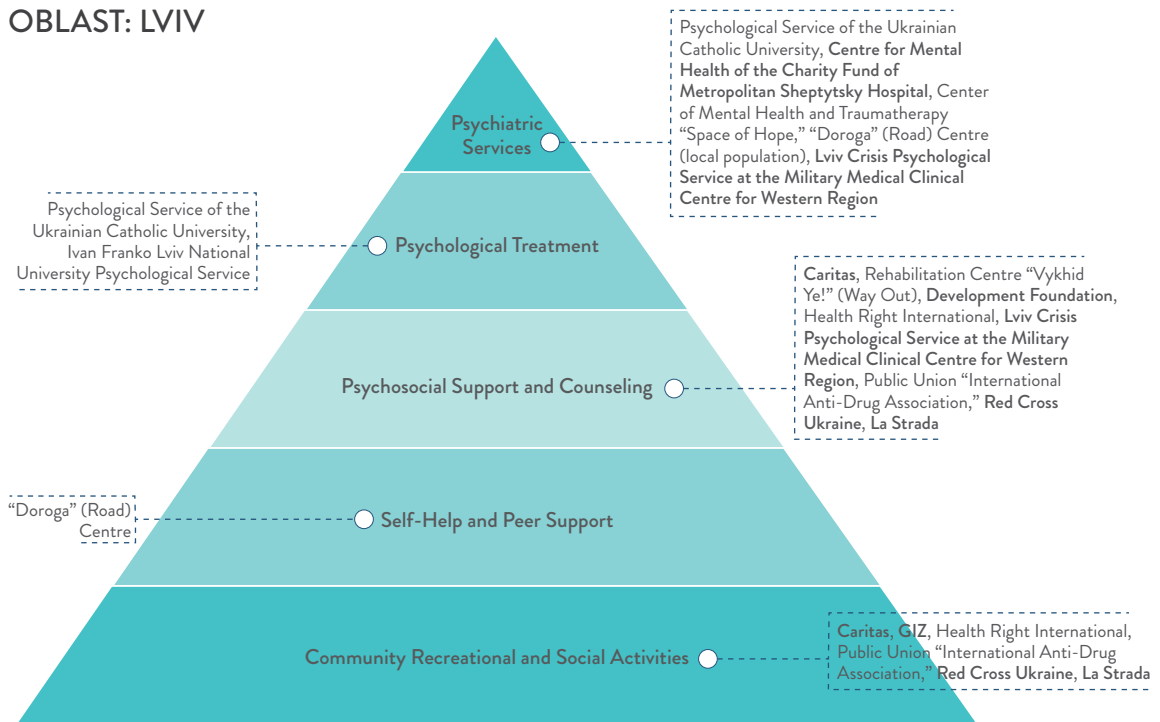 OBLAST: LVIV
Psychological Service of the Ukrainian
Catholic University, Centre for Mental
Health of the Charity Fund of
Metropolitan Sheptytsky Hospital, Center
of Mental Health and Traumatherapy
“Space of Hope,” “Doroga” (Road) Centre
(local population), Lviv Crisis Psychological
Service at the Military Medical Clinical
Centre for Western Region
Psychiatric
Services
Psychological Service of the
Ukrainian Catholic University,
Ivan Franko Lviv National
University Psychological Service
Psychological Treatment
Caritas, Rehabilitation Centre “Vykhid
Ye!” (Way Out), Development Foundation,
Health Right International, Lviv Crisis
Psychological Service at the Military
Medical Clinical Centre for Western
Region, Public Union “International
Anti-Drug Association,” Red Cross
Ukraine, La Strada
Psychosocial Support and Counseling
“Doroga” (Road)
Centre
Self-Help and Peer Support
Community Recreational and Social Activities
Caritas, GIZ, Health Right International,
Public Union “International Anti-Drug
Association,” Red Cross Ukraine, La Strada